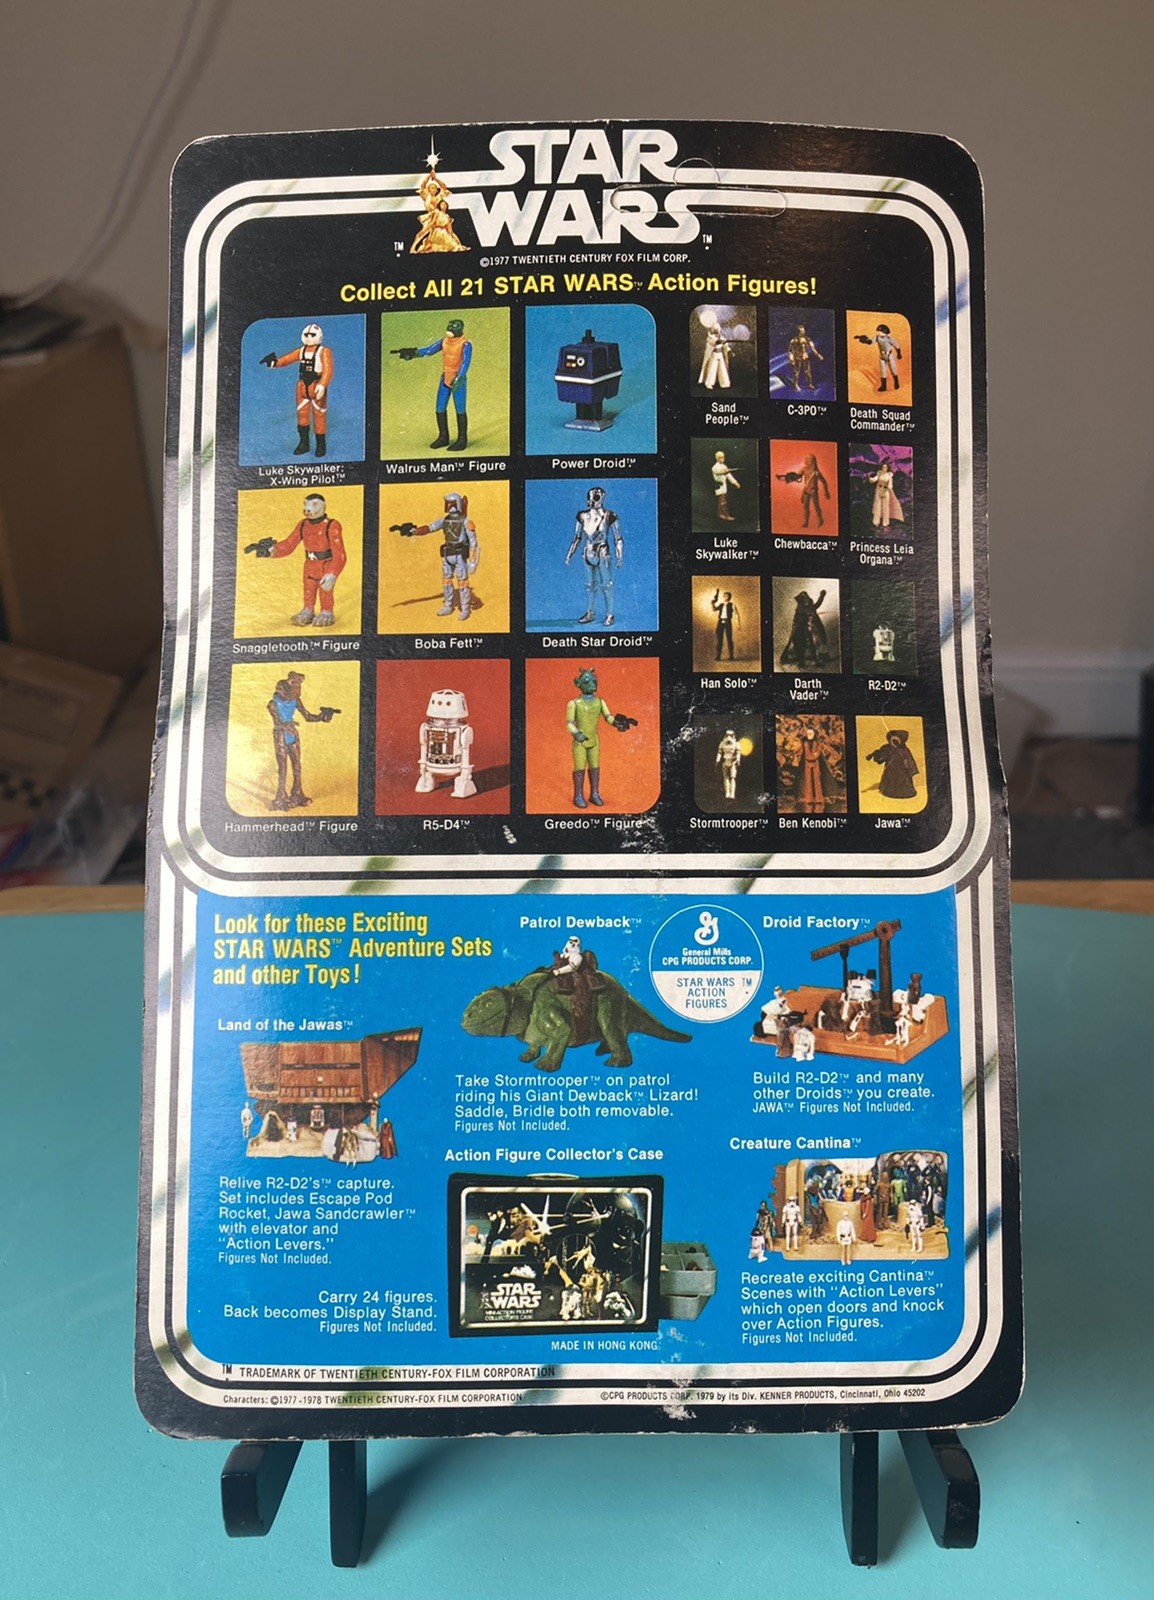 STAR
WARS
TM
TM
©1977 TWENTIETH CENTURY FOX FILM CORP.
Collect All 21 STAR WARS™ Action Figures!
Luke Skywalker:
X-Wing Pilot™
Walrus Man™ Figure
Power Droid™
Snaggletooth™ Figure
Boba Fett™
Death Star Droid™
Hammerhead™ Figure
R5-D4™
Greedo™ Figure
Sand
People™
C-3PO™
Death Squad
Commander™
Luke
Skywalker™
Chewbacca™
Princess Leia
Organa™
Han Solo™
Darth
Vader™
R2-D2™
Stormtrooper™
Ben Kenobi™
Jawa™
Look for these Exciting
STAR WARS™ Adventure Sets
and other Toys!
Land of the Jawas™
Relive R2-D2's™ capture.
Set includes Escape Pod
Rocket, Jawa Sandcrawler™
with elevator and
"Action Levers."
Figures Not Included.
Patrol Dewback™
Take Stormtrooper™ on patrol
riding his Giant Dewback™ Lizard!
Saddle, Bridle both removable.
Figures Not Included.
General Mills
CPG PRODUCTS CORP.
STAR WARS TM
ACTION
FIGURES
Droid Factory™
Build R2-D2™ and many
other Droids™ you create.
JAWA™ Figures Not Included.
Action Figure Collector's Case
STAR
WARS
MINI-ACTION FIGURE
COLLECTOR'S CASE
Carry 24 figures.
Back becomes Display Stand.
Figures Not Included.
Creature Cantina™
Recreate exciting Cantina™
Scenes with "Action Levers"
which open doors and knock
over Action Figures.
Figures Not Included.
MADE IN HONG KONG.
TM TRADEMARK OF TWENTIETH CENTURY-FOX FILM CORPORATION
Characters: ©1977-1978 TWENTIETH CENTURY-FOX FILM CORPORATION
©CPG PRODUCTS CORP. 1979 by its Div. KENNER PRODUCTS, Cincinnati, Ohio 45202